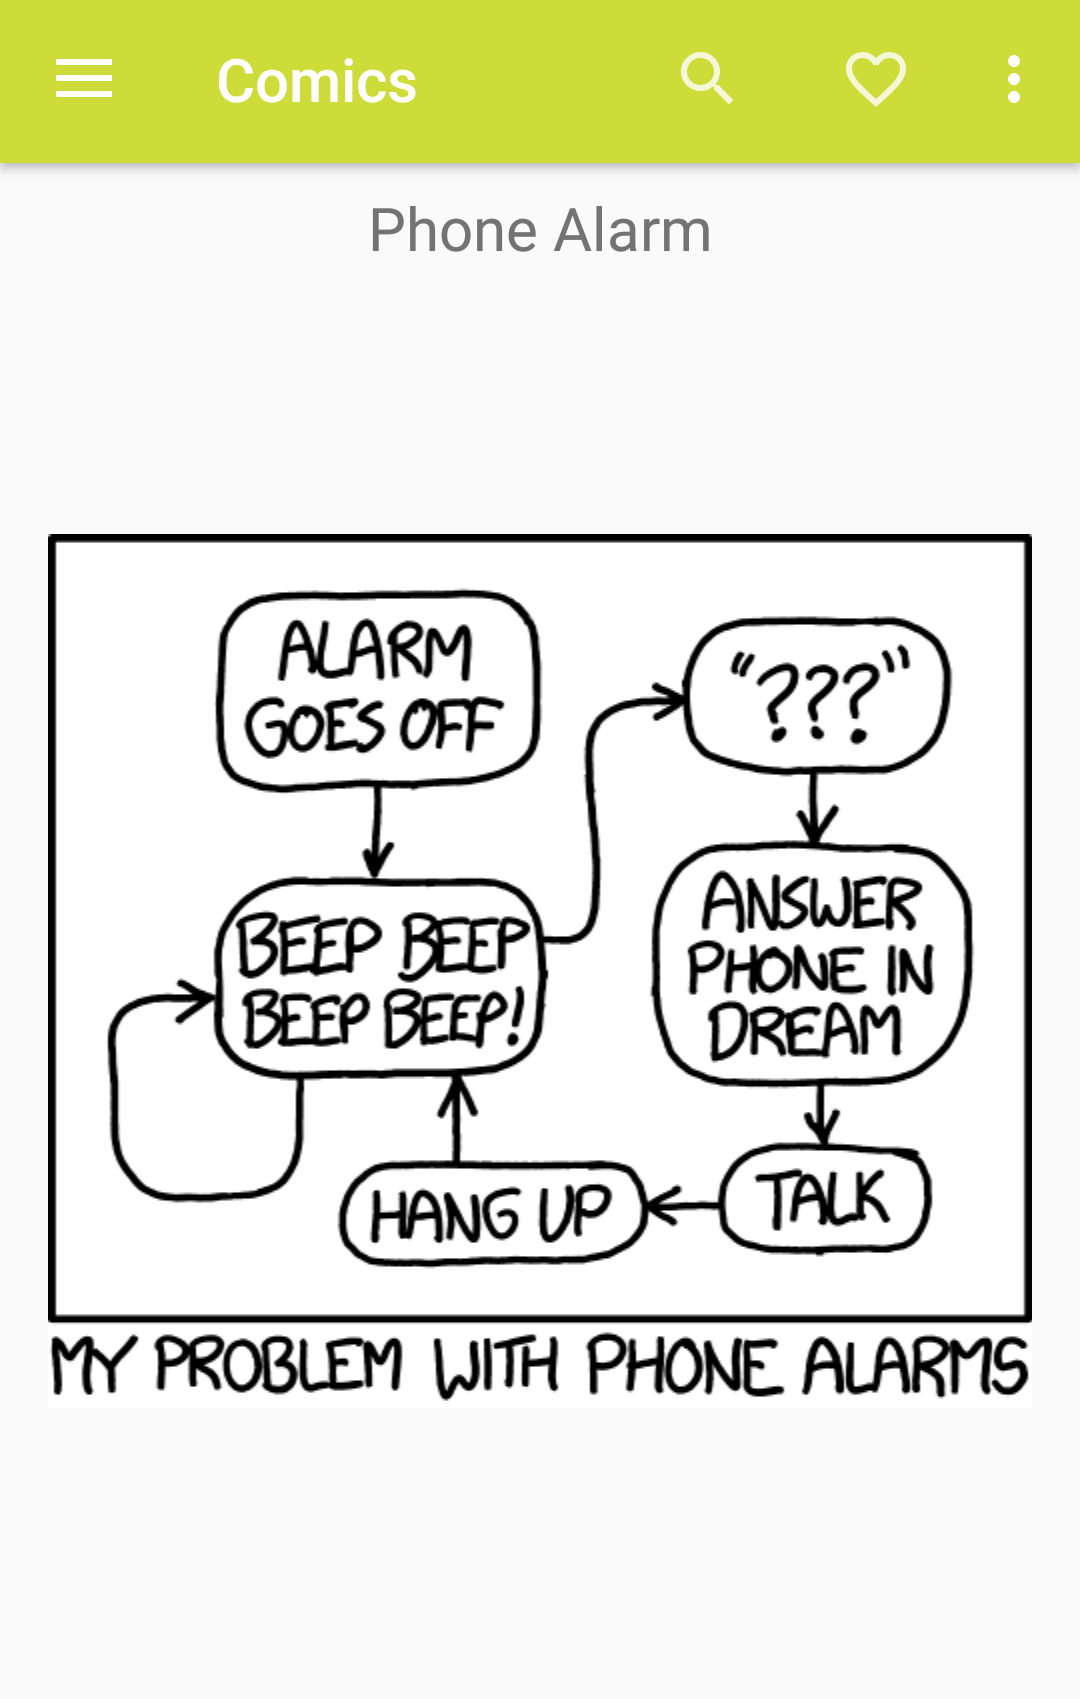 Comics
Phone Alarm
ALARM
GOES OFF
BEEP BEEP
BEEP BEEP!
"???"
ANSWER
PHONE IN
DREAM
TALK
HANG UP
MY PROBLEM WITH PHONE ALARMS